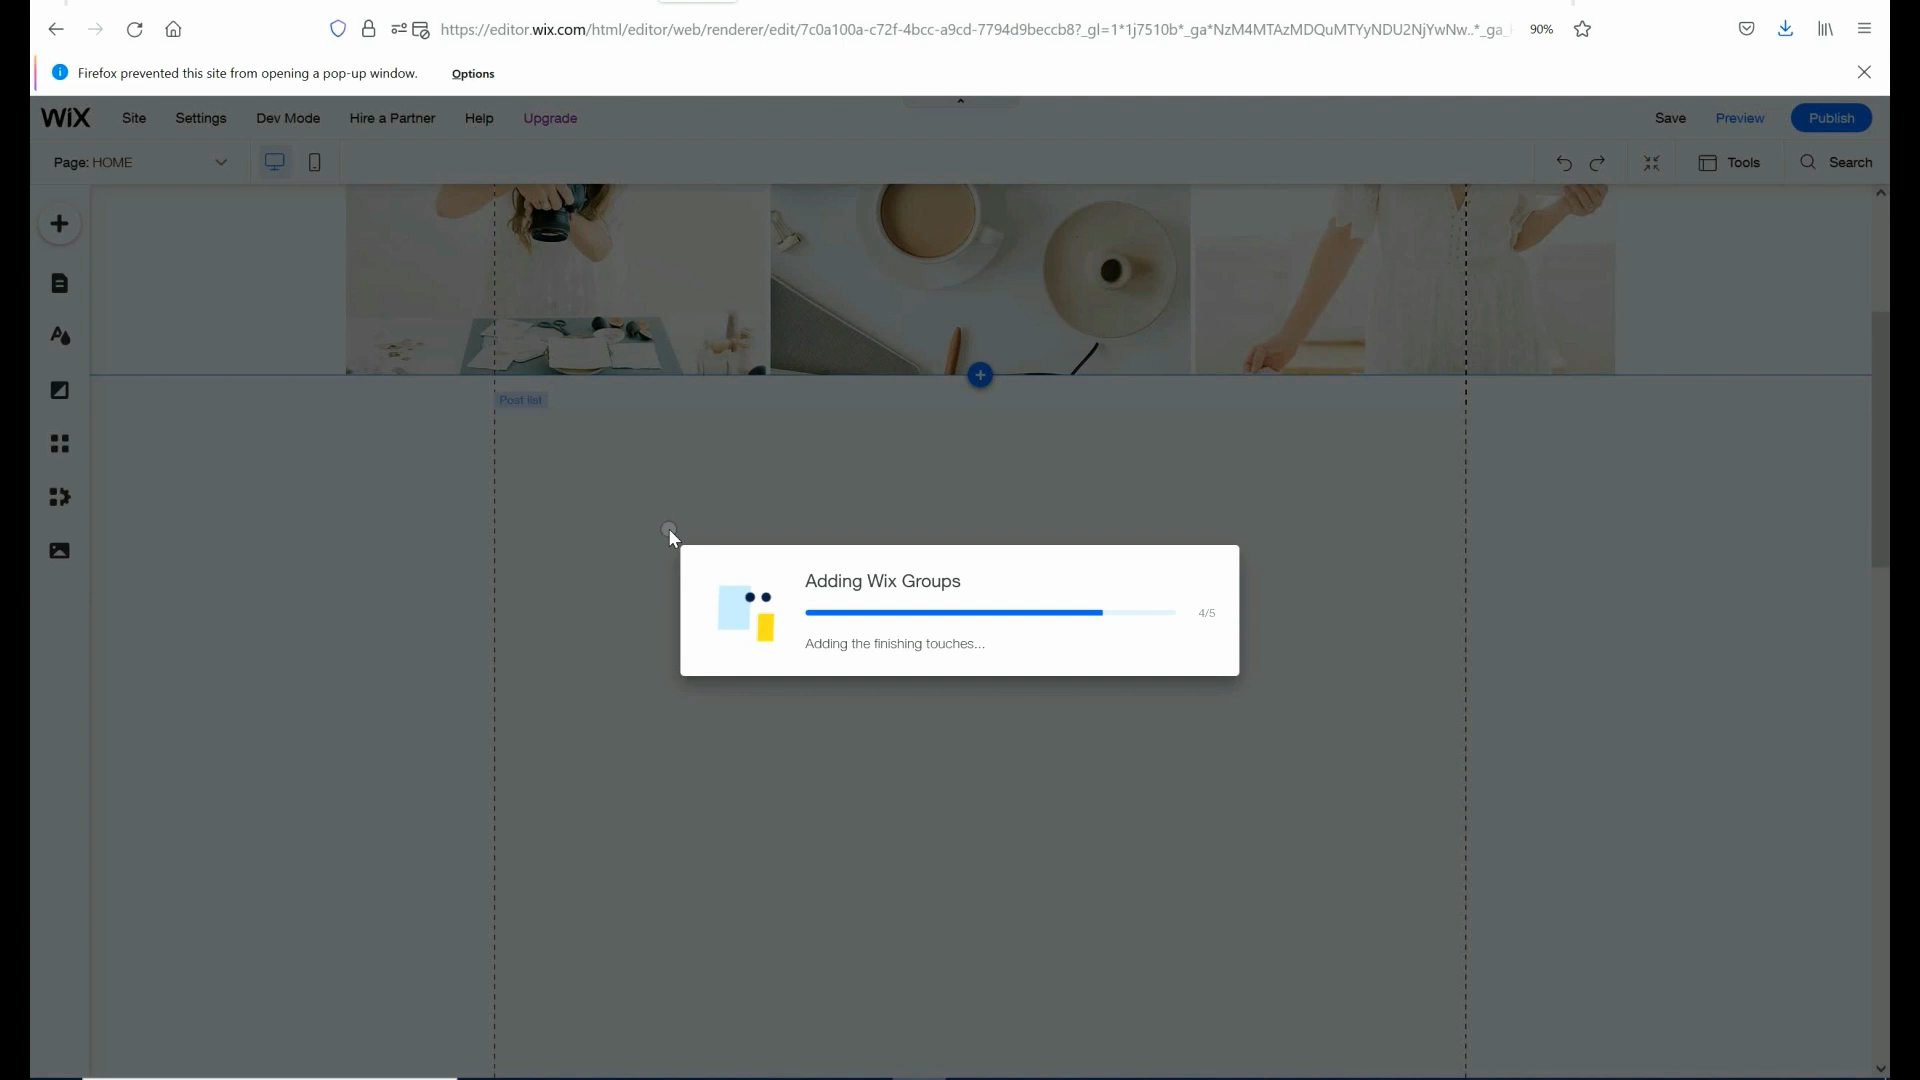 https://editor.wix.com/html/editor/web/renderer/edit/7c0a100a-c72f-4bcc-a9cd-7794d9beccb8?_gl=1*1j7510b*_ga*NzM4MTAzMDQuMTYyNDU2NjYwNw..*_ga_
90%
Firefox prevented this site from opening a pop-up window. Options
WiX Site Settings Dev Mode Hire a Partner Help Upgrade Save Preview Publish
Page: HOME Tools Search
Post list
Adding Wix Groups
4/5
Adding the finishing touches...